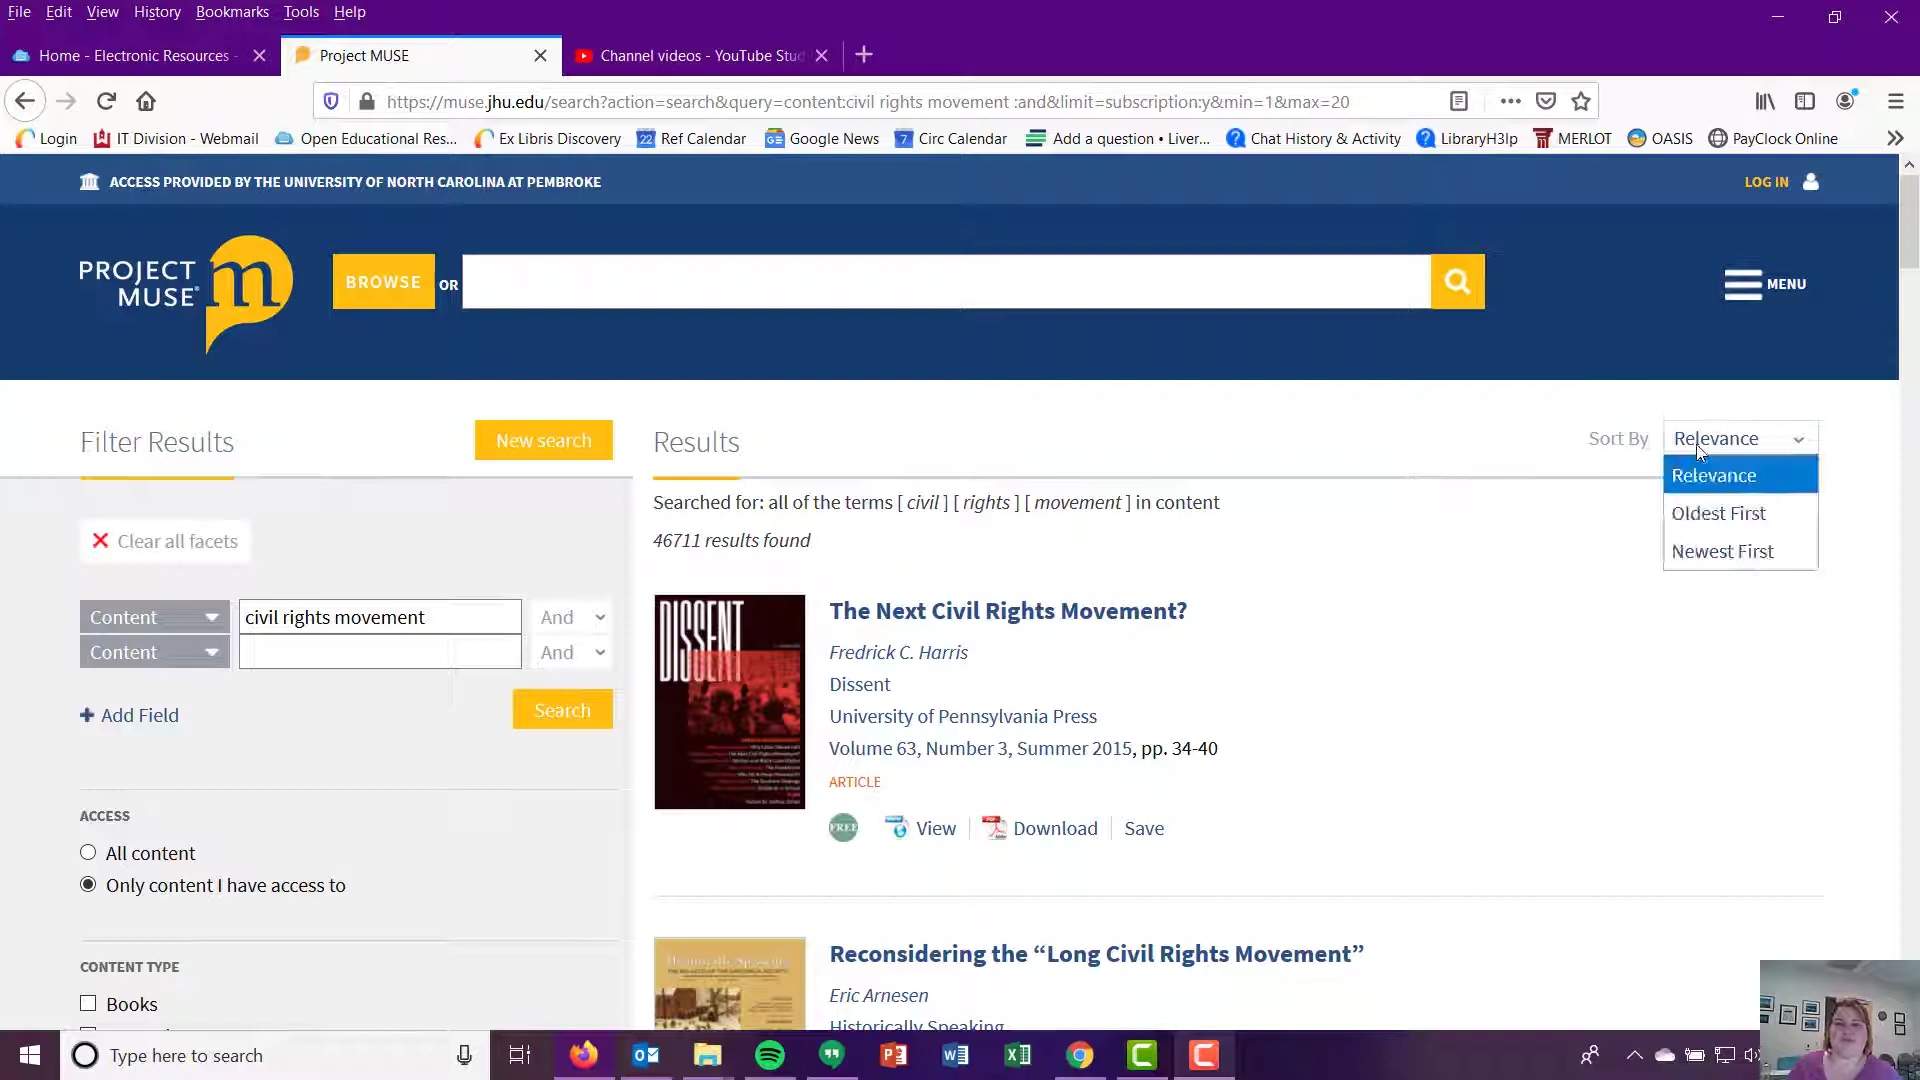 File Edit View History Bookmarks Tools Help
Home - Electronic Resources -
Project MUSE
Channel videos - YouTube Stud
https://muse.jhu.edu/search?action=search&query=content:civil rights movement :and&limit=subscription:y&min=1&max=20
Login IT Division - Webmail Open Educational Res... Ex Libris Discovery 22 Ref Calendar Google News 7 Circ Calendar Add a question • Liver... Chat History & Activity LibraryH3lp MERLOT OASIS PayClock Online
ACCESS PROVIDED BY THE UNIVERSITY OF NORTH CAROLINA AT PEMBROKE
LOG IN
PROJECT
MUSE®
m
BROWSE OR
MENU
Filter Results
New search
Results
Sort By Relevance
Relevance
Oldest First
Newest First
Searched for: all of the terms [ civil ] [ rights ] [ movement ] in content
46711 results found
Clear all facets
Content civil rights movement And
Content And
Add Field
Search
ACCESS
All content
Only content I have access to
CONTENT TYPE
Books
DISSENT
The Next Civil Rights Movement?
Fredrick C. Harris
Dissent
University of Pennsylvania Press
Volume 63, Number 3, Summer 2015, pp. 34-40
ARTICLE
FREE View Download Save
Historically Speaking
Reconsidering the “Long Civil Rights Movement”
Eric Arnesen
Historically Speaking
Type here to search